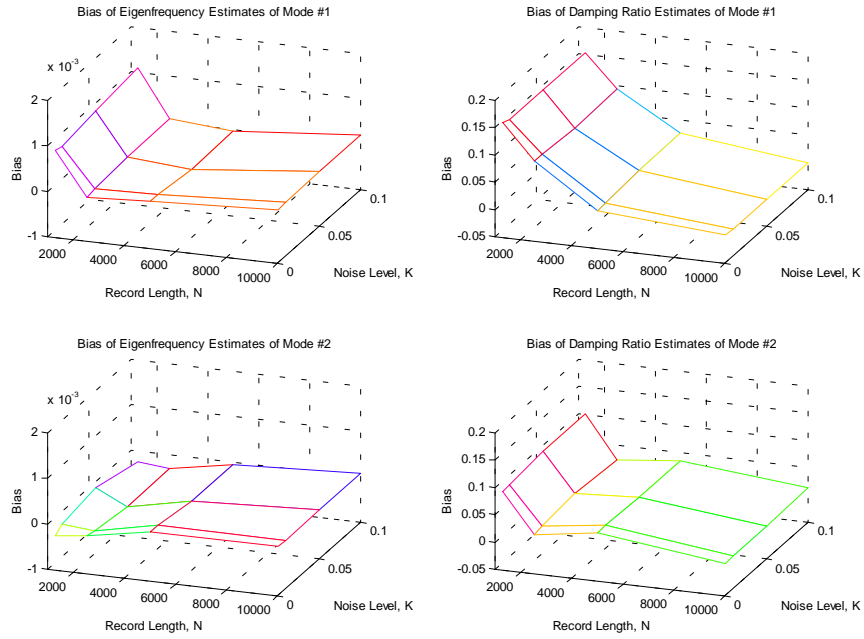 Bias of Eigenfrequency Estimates of Mode #1
x 10⁻³
2
1
0
-1
Bias
2000
4000
6000
8000
10000
Record Length, N
0
0.05
0.1
Noise Level, K
Bias of Damping Ratio Estimates of Mode #1
0.2
0.15
0.1
0.05
0
-0.05
Bias
2000
4000
6000
8000
10000
Record Length, N
0
0.05
0.1
Noise Level, K
Bias of Eigenfrequency Estimates of Mode #2
x 10⁻³
2
1
0
-1
Bias
2000
4000
6000
8000
10000
Record Length, N
0
0.05
0.1
Noise Level, K
Bias of Damping Ratio Estimates of Mode #2
0.2
0.15
0.1
0.05
0
-0.05
Bias
2000
4000
6000
8000
10000
Record Length, N
0
0.05
0.1
Noise Level, K